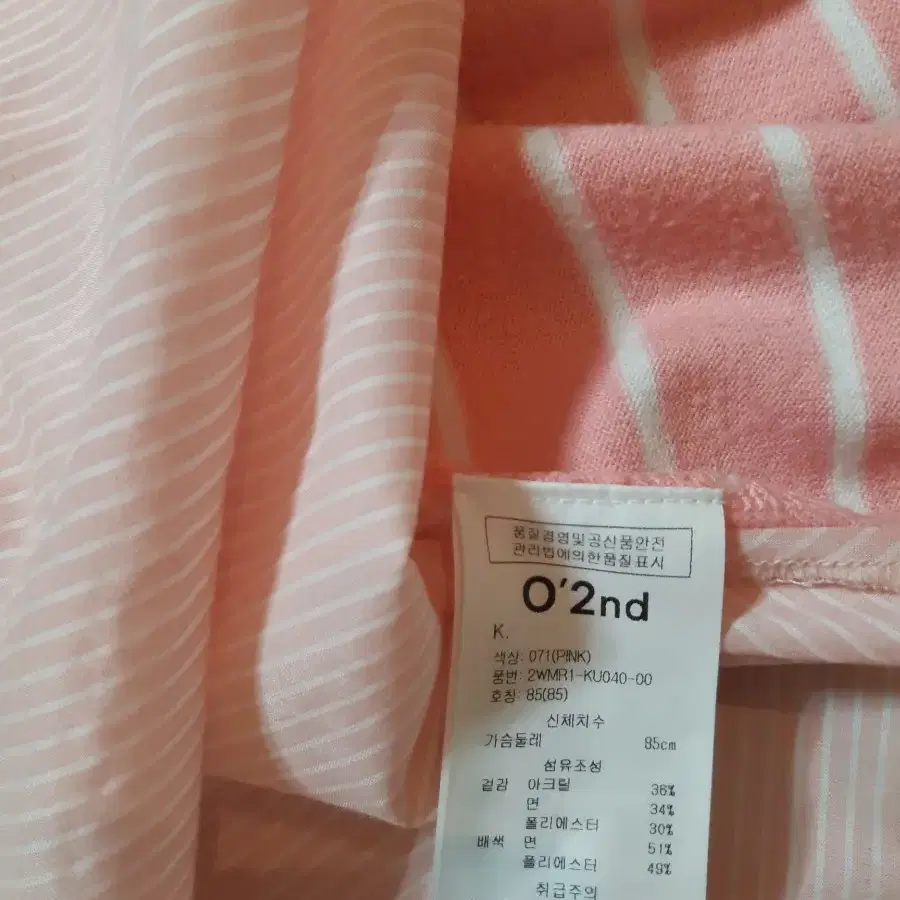 품질경영및공산품안전
관리법에의한품질표시
O'2nd
K.
색상: 071(PINK)
품번: 2WMR1-KU040-00
호칭: 85(85)
신체치수
가슴둘레 85cm
섬유조성
겉감 아크릴 36%
면 34%
폴리에스터 30%
배색 면 51%
폴리에스터 49%
취급주의